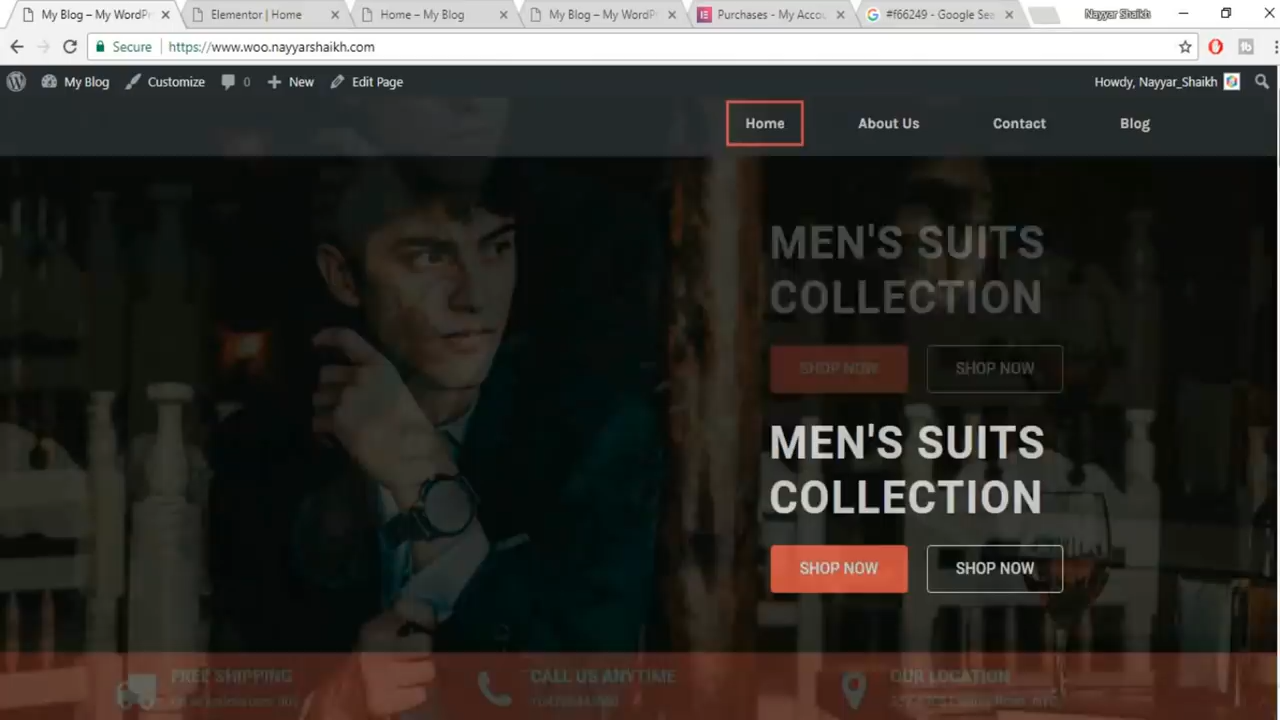 My Blog – My WordPr
Elementor | Home
Home – My Blog
My Blog – My WordPr
Purchases - My Accou
#f66249 - Google Sea
Nayyar Shaikh
Secure
https://www.woo.nayyarshaikh.com
My Blog
Customize
0
New
Edit Page
Howdy, Nayyar_Shaikh
Home
About Us
Contact
Blog
MEN'S SUITS
COLLECTION
SHOP NOW
SHOP NOW
MEN'S SUITS
COLLECTION
SHOP NOW
SHOP NOW
FREE SHIPPING
CALL US ANYTIME
OUR LOCATION